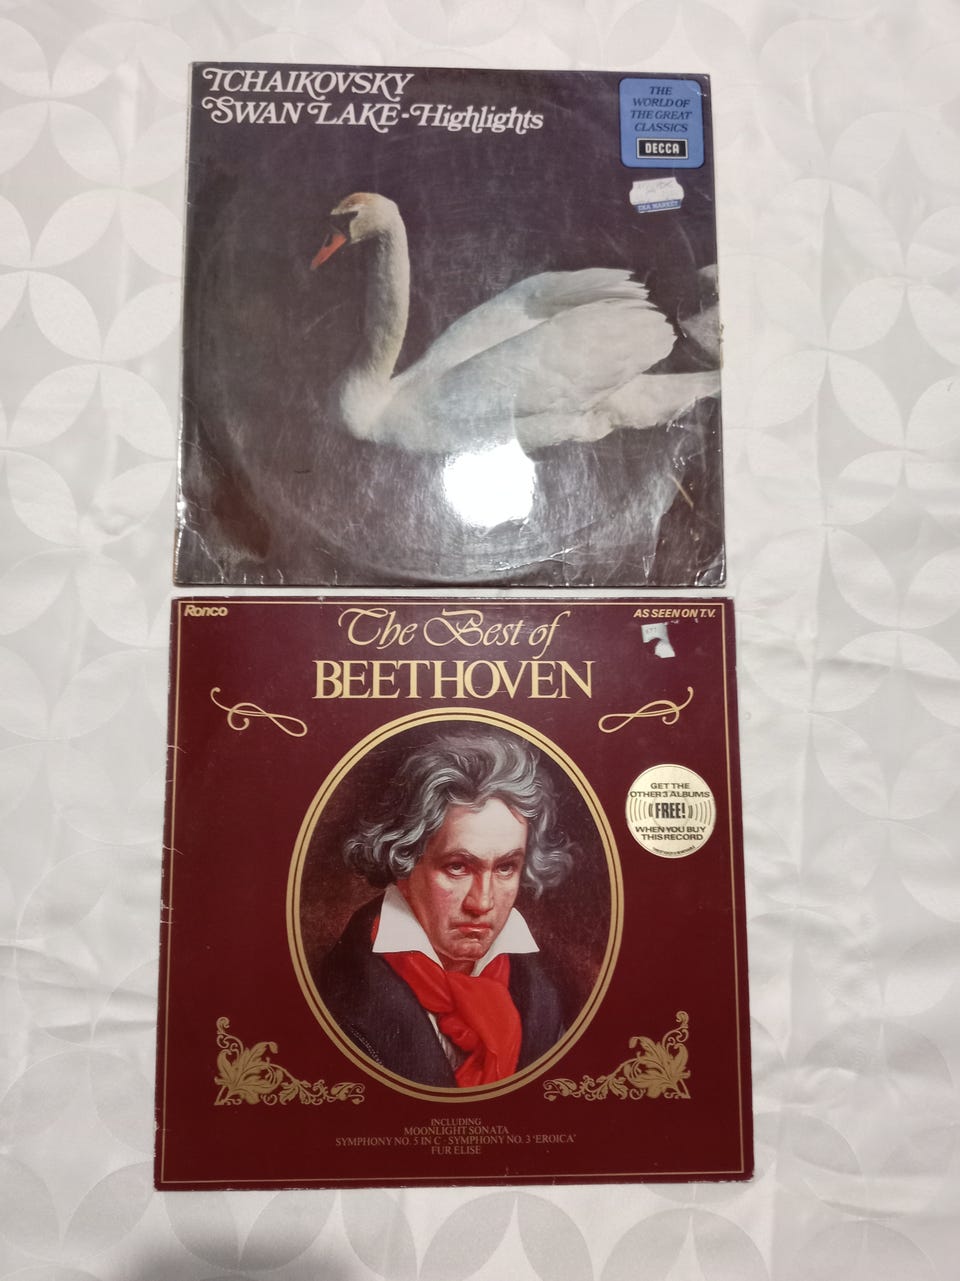 TCHAIKOVSKY
SWAN LAKE-Highlights
THE
WORLD OF
THE GREAT
CLASSICS
DECCA
Ronco
AS SEEN ON T.V.
The Best of
BEETHOVEN
GET THE
OTHER 3 ALBUMS
FREE!
WHEN YOU BUY
THIS RECORD
INCLUDING
MOONLIGHT SONATA
SYMPHONY NO. 5 IN C · SYMPHONY NO. 3 'EROICA'
FUR ELISE